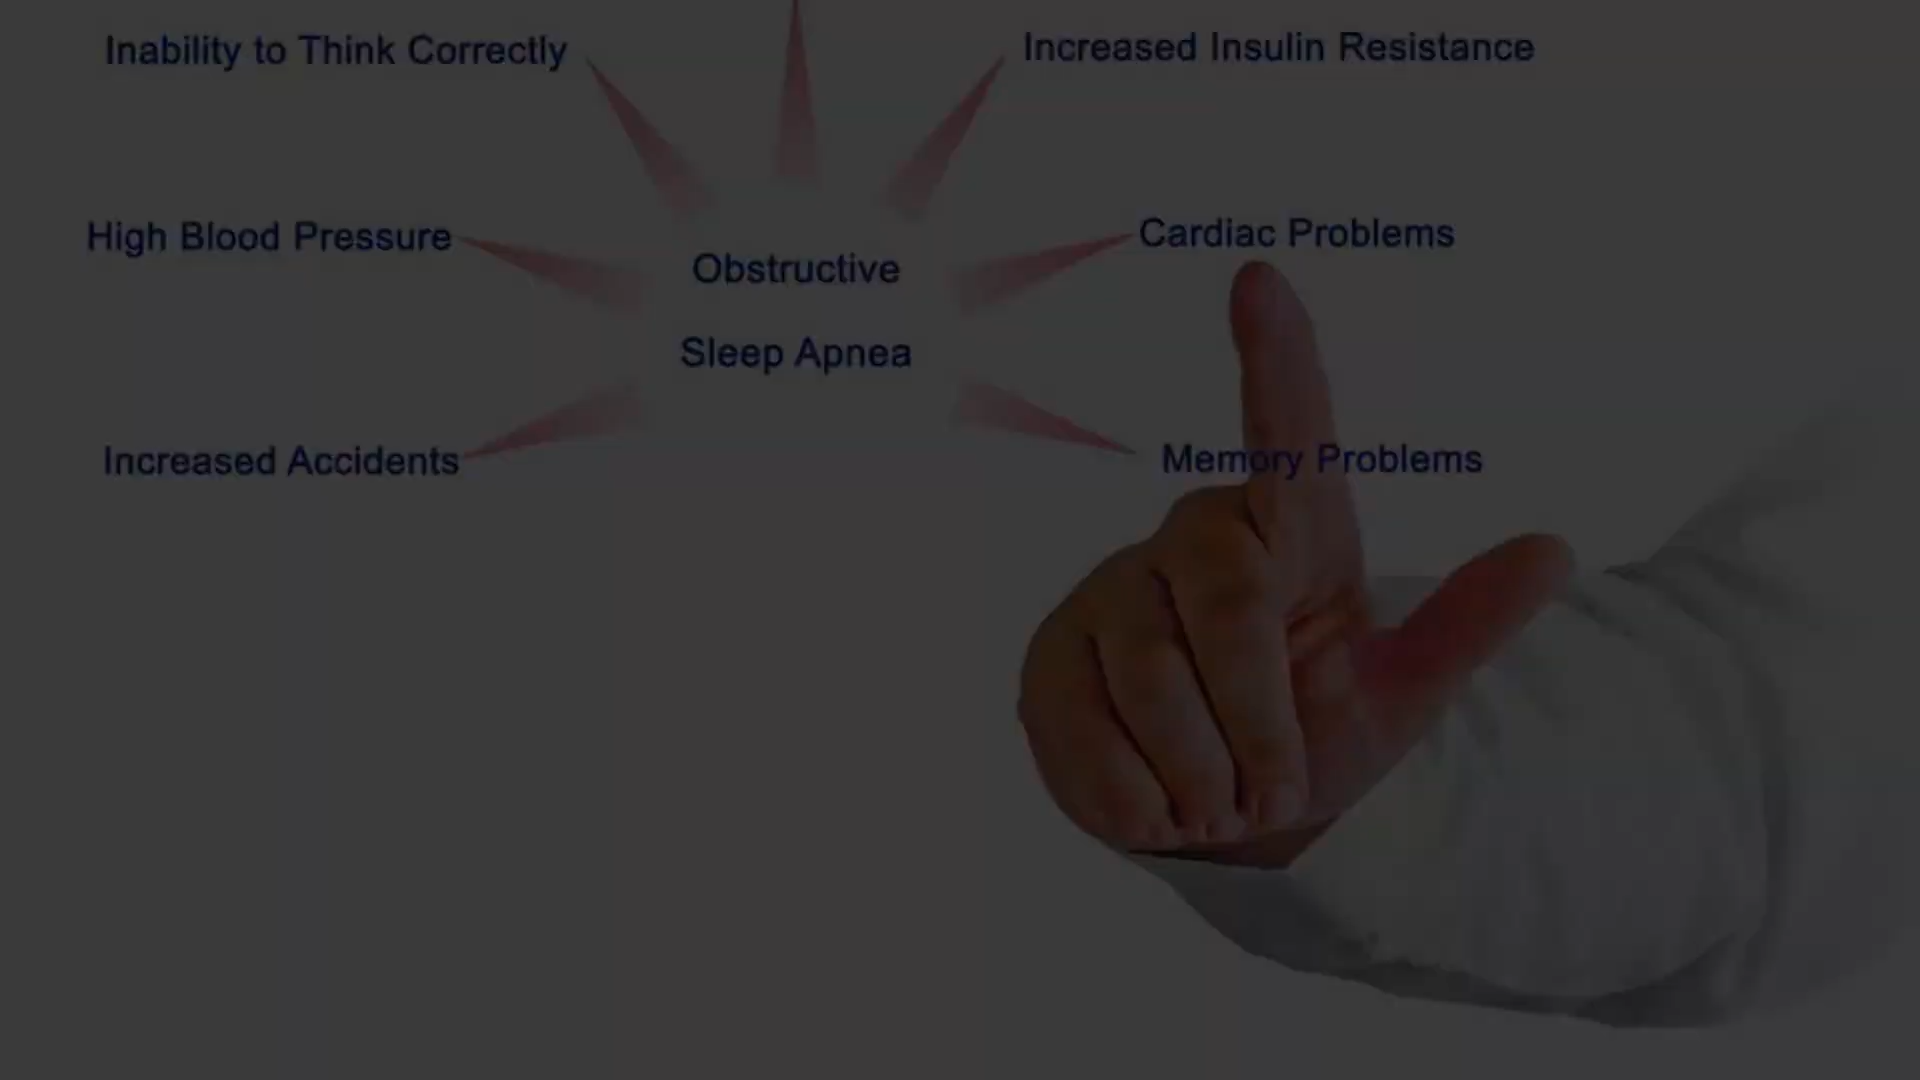 Inability to Think Correctly
Increased Insulin Resistance
High Blood Pressure
Cardiac Problems
Obstructive
Sleep Apnea
Increased Accidents
Memory Problems